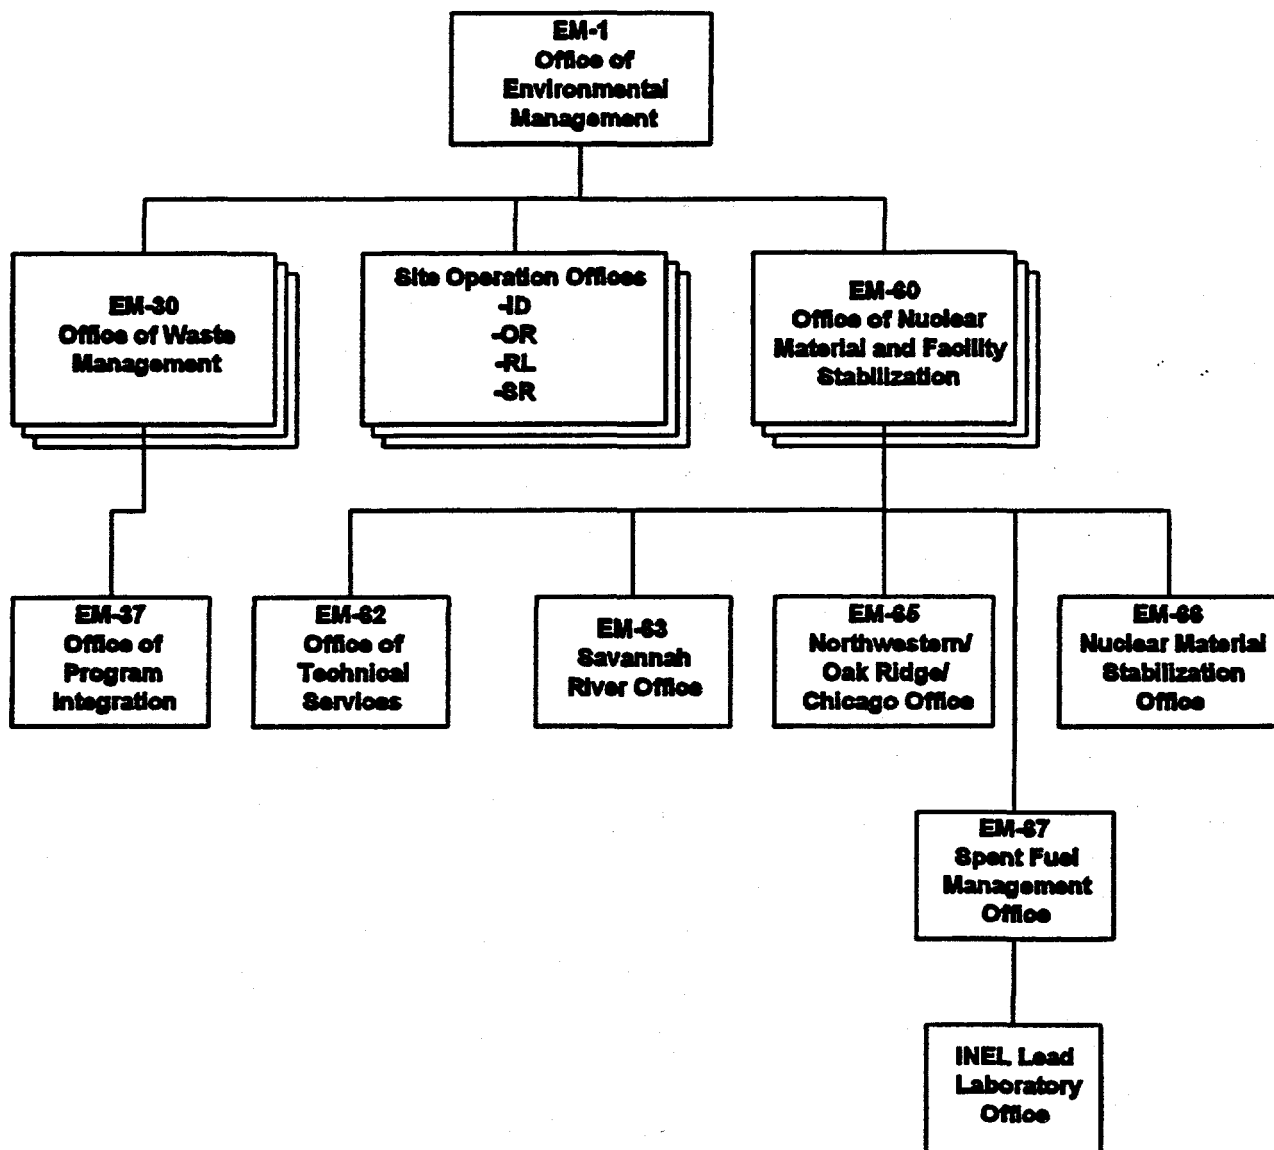 EM-1
Office of
Environmental
Management
EM-30
Office of Waste
Management
Site Operation Offices
-ID
-OR
-RL
-SR
EM-60
Office of Nuclear
Material and Facility
Stabilization
EM-37
Office of
Program
Integration
EM-62
Office of
Technical
Services
EM-63
Savannah
River Office
EM-65
Northwestern/
Oak Ridge/
Chicago Office
EM-66
Nuclear Material
Stabilization
Office
EM-67
Spent Fuel
Management
Office
INEL Lead
Laboratory
Office